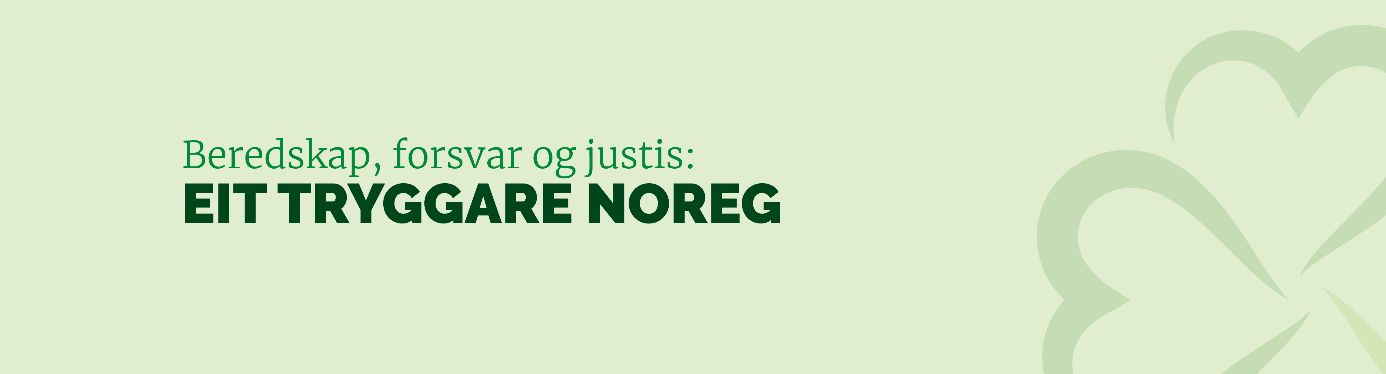 Beredskap, forsvar og justis:
EIT TRYGGARE NOREG